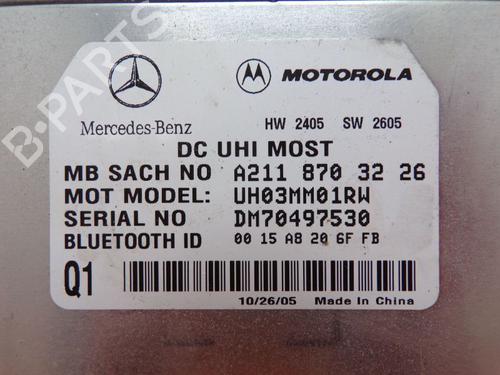 B-PARTS
MOTOROLA
Mercedes-Benz HW 2405 SW 2605
DC UHI MOST
MB SACH NO A211 870 32 26
MOT MODEL: UH03MM01RW
SERIAL NO DM70497530
BLUETOOTH ID 00 15 A8 20 6F FB
Q1
10/26/05 Made In China